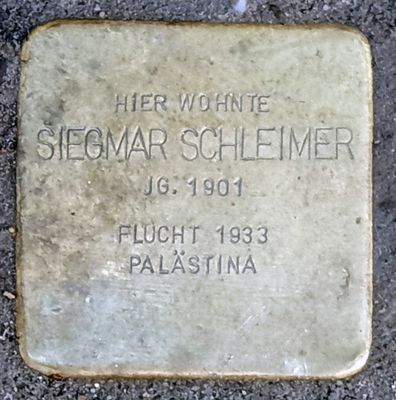 HIER WOHNTE
SIEGMAR SCHLEIMER
JG. 1901
FLUCHT 1933
PALÄSTINA